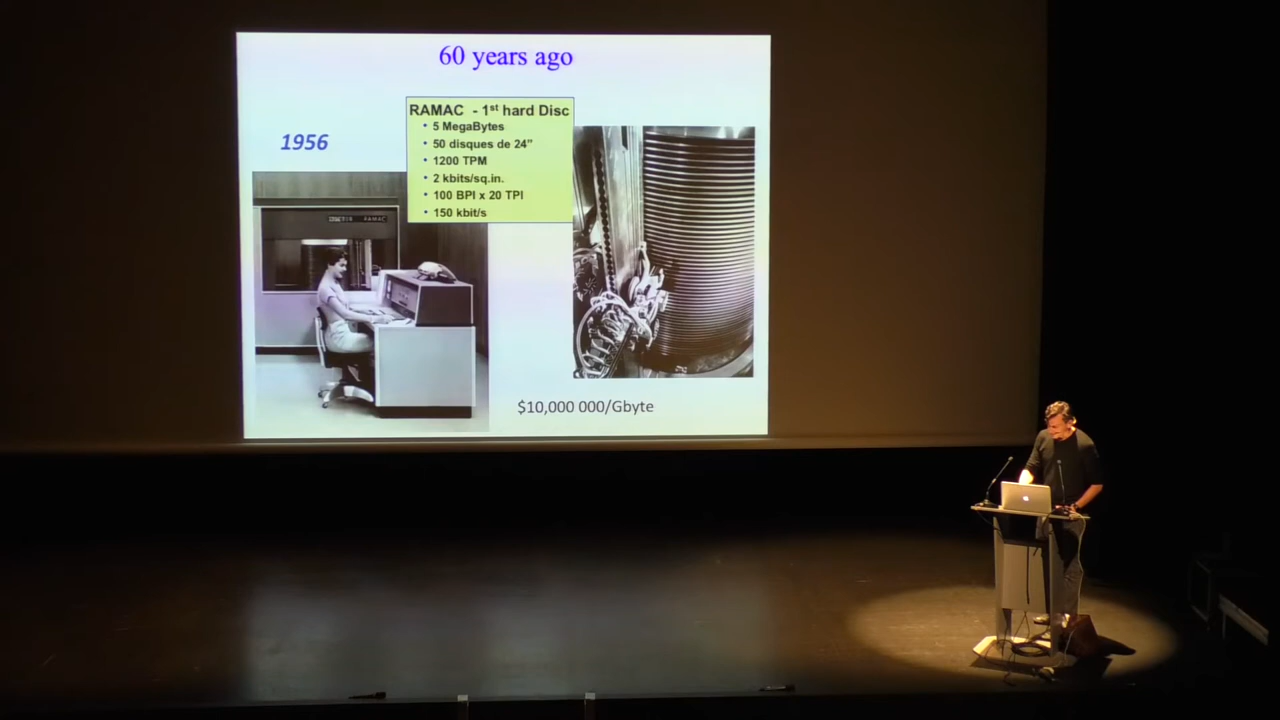 60 years ago
RAMAC - 1st hard Disc
1956
• 5 MegaBytes
• 50 disques de 24"
• 1200 TPM
• 2 kbits/sq.in.
• 100 BPI x 20 TPI
• 150 kbit/s
RAMAC
$10,000 000/Gbyte